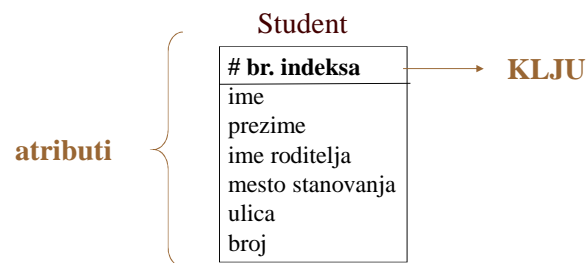 Student
# br. indeksa
KLJU
ime
prezime
ime roditelja
atributi
mesto stanovanja
ulica
broj